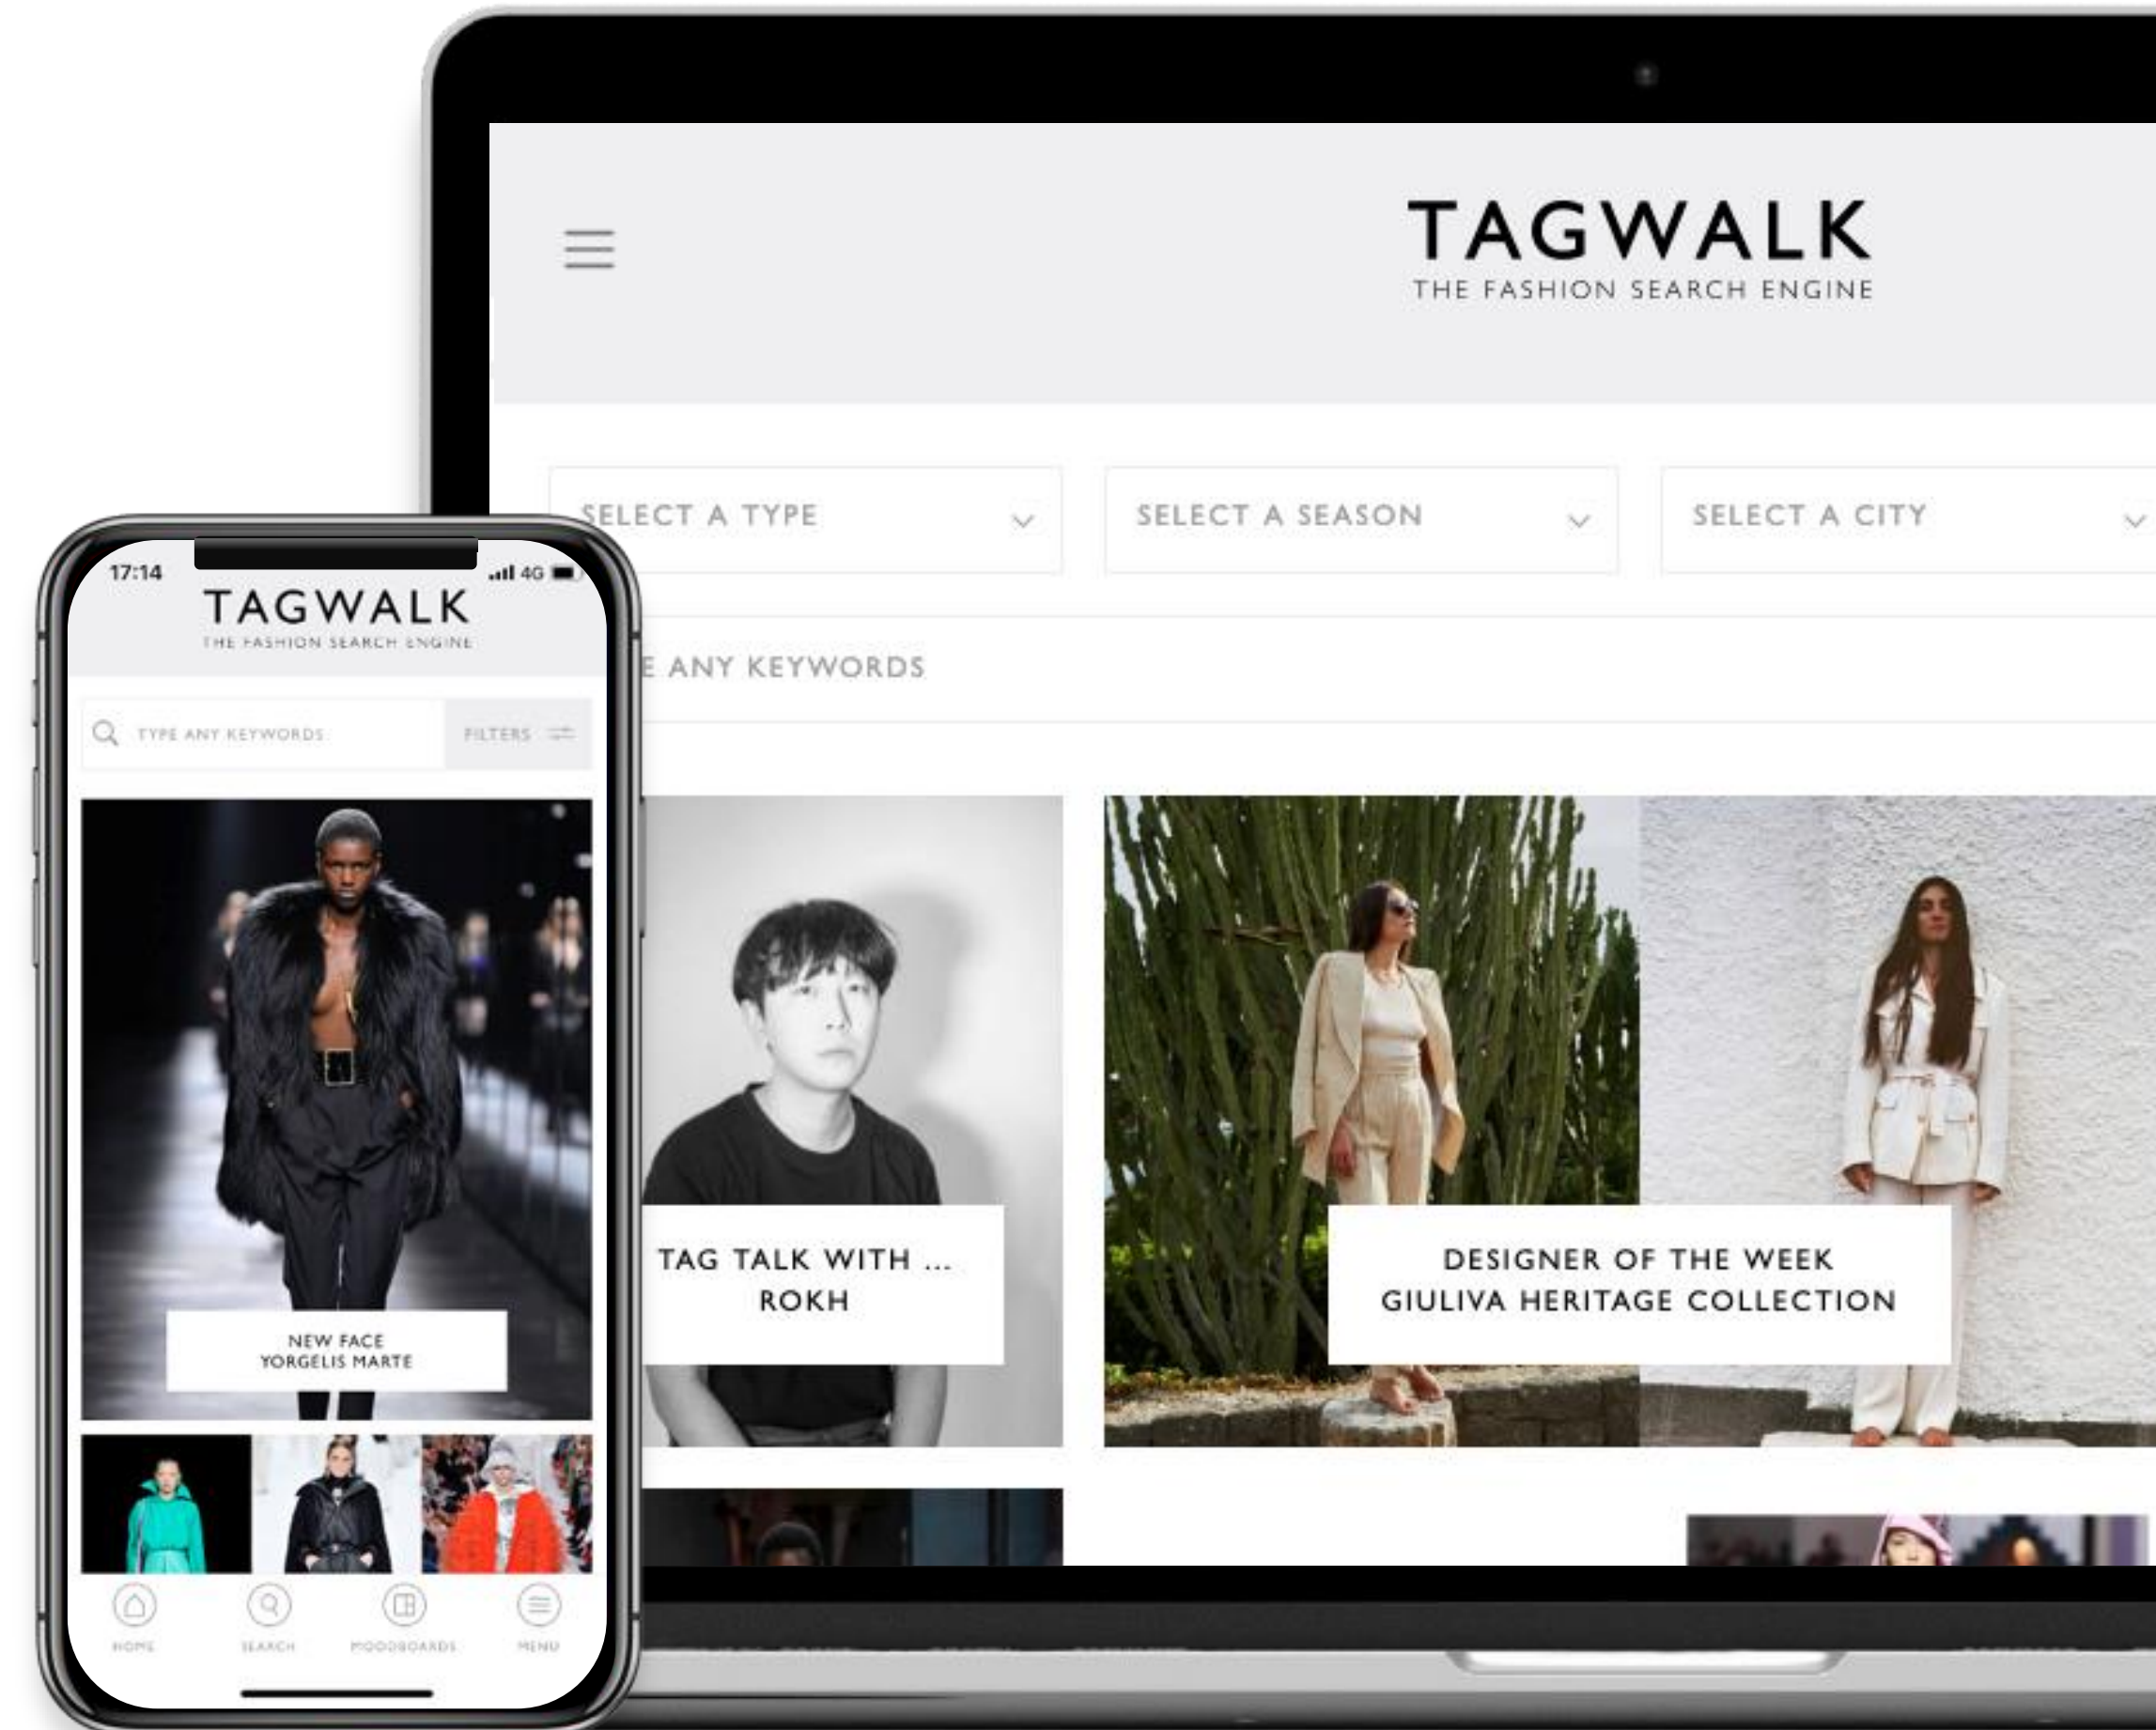 TAGWALK
THE FASHION SEARCH ENGINE
SELECT A TYPE
SELECT A SEASON
SELECT A CITY
ANY KEYWORDS
TAG TALK WITH ...
ROKH
DESIGNER OF THE WEEK
GIULIVA HERITAGE COLLECTION
17:14
4G
TAGWALK
THE FASHION SEARCH ENGINE
TYPE ANY KEYWORDS
FILTERS
NEW FACE
YORGELIS MARTE
HOME
SEARCH
MOODBOARDS
MENU